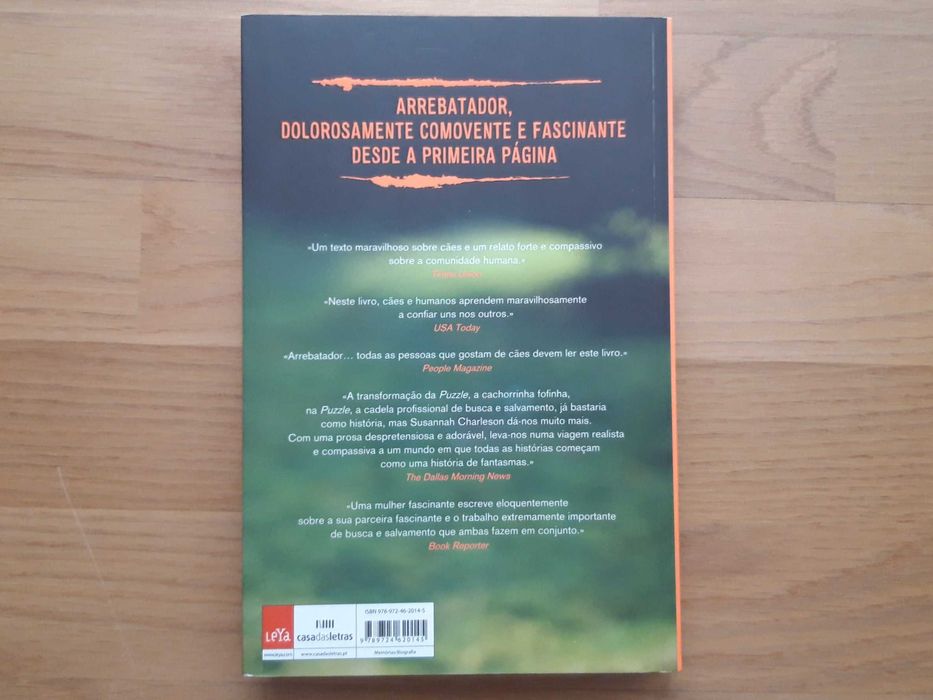 ARREBATADOR,
DOLOROSAMENTE COMOVENTE E FASCINANTE
DESDE A PRIMEIRA PÁGINA
«Um texto maravilhoso sobre cães e um relato forte e compassivo
sobre a comunidade humana.»
Times Union
«Neste livro, cães e humanos aprendem maravilhosamente
a confiar uns nos outros.»
USA Today
«Arrebatador... todas as pessoas que gostam de cães devem ler este livro.»
People Magazine
«A transformação da Puzzle, a cachorrinha fofinha,
na Puzzle, a cadela profissional de busca e salvamento, já bastaria
como história, mas Susannah Charleson dá-nos muito mais.
Com uma prosa despretensiosa e adorável, leva-nos numa viagem realista
e compassiva a um mundo em que todas as histórias começam
como uma história de fantasmas.»
The Dallas Morning News
«Uma mulher fascinante escreve eloquentemente
sobre a sua parceira fascinante e o trabalho extremamente importante
de busca e salvamento que ambas fazem em conjunto.»
Book Reporter
ISBN 978-972-46-2014-5
LeYa
casadasletras
9 789724 620145
www.casadasletras.pt
Memórias/Biografia